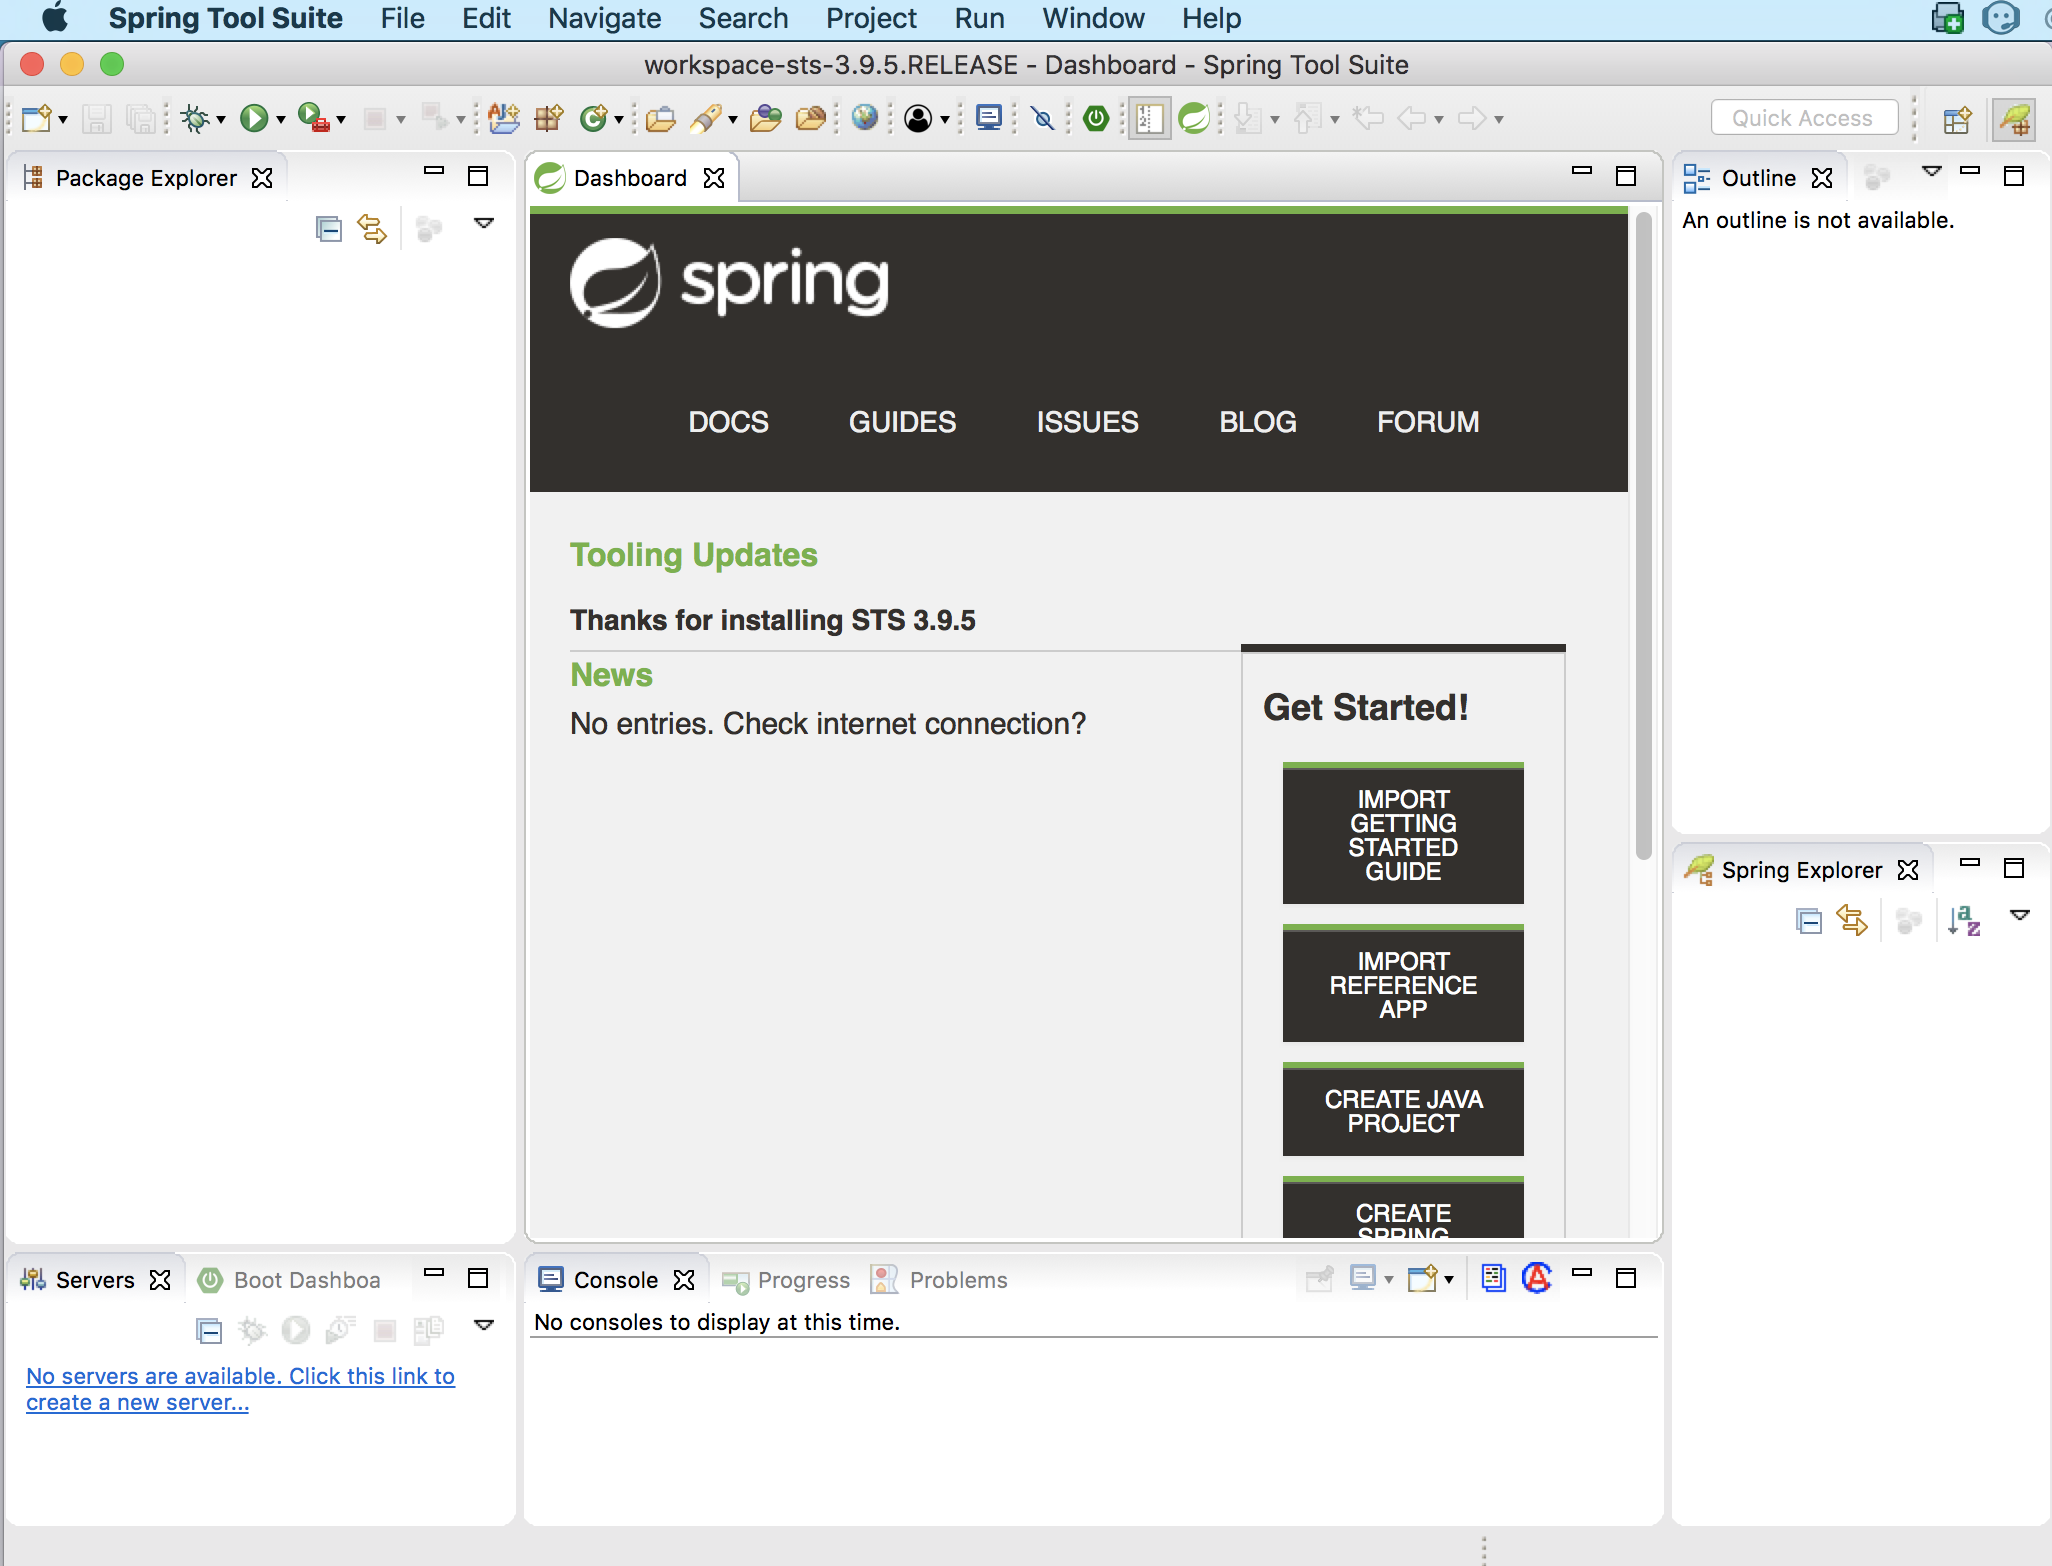 Spring Tool Suite File Edit Navigate Search Project Run Window Help
workspace-sts-3.9.5.RELEASE - Dashboard - Spring Tool Suite
Quick Access
Package Explorer
Dashboard
spring
DOCS GUIDES ISSUES BLOG FORUM
Tooling Updates
Thanks for installing STS 3.9.5
News
No entries. Check internet connection?
Get Started!
IMPORT
GETTING
STARTED
GUIDE
IMPORT
REFERENCE
APP
CREATE JAVA
PROJECT
CREATE
SPRING
Outline
An outline is not available.
Spring Explorer
Servers Boot Dashboa
No servers are available. Click this link to
create a new server...
Console Progress Problems
No consoles to display at this time.